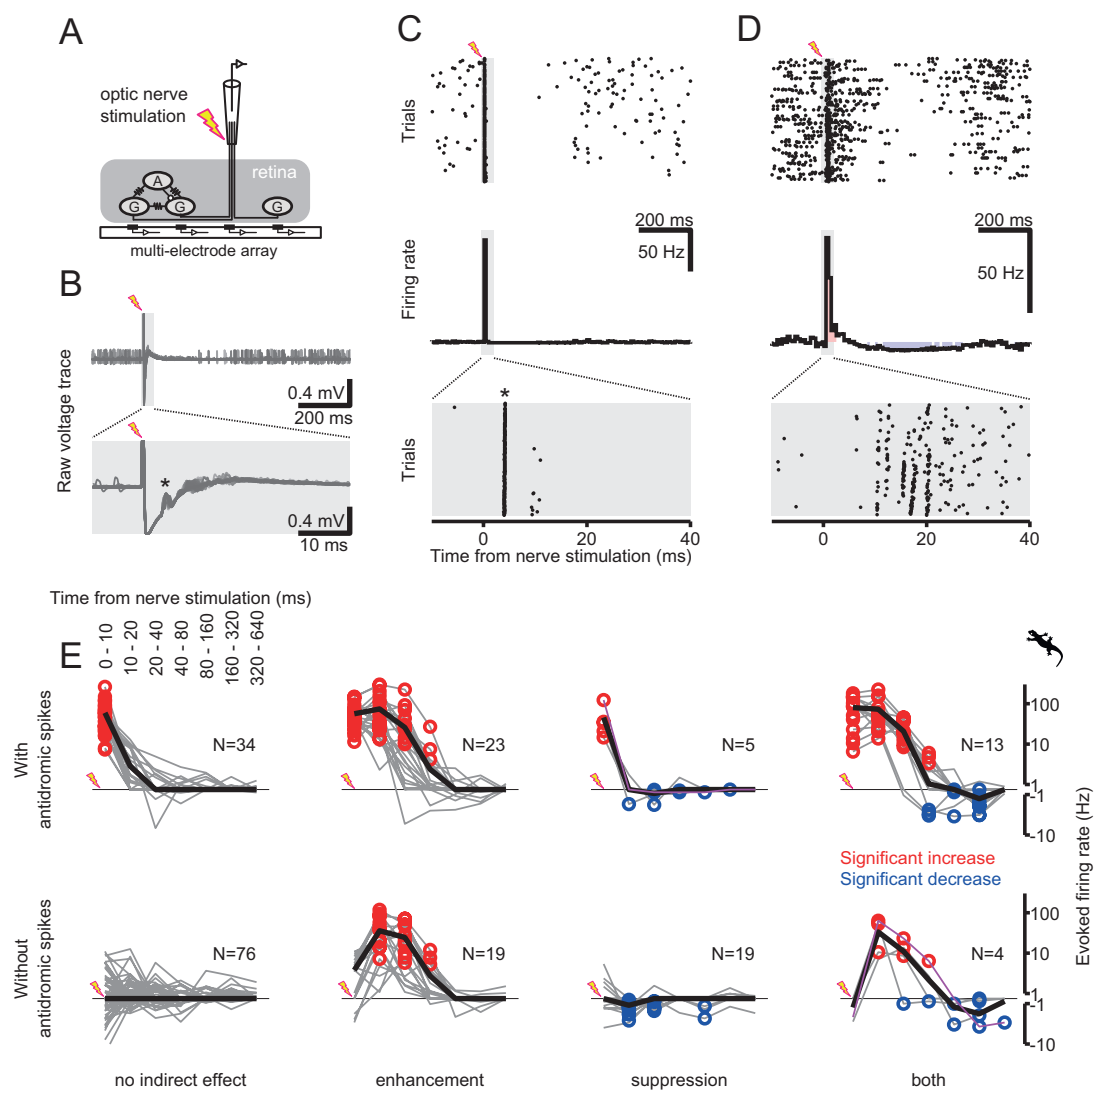 A
optic nerve
stimulation
retina
A
G
G
G
multi-electrode array
B
Raw voltage trace
0.4 mV
200 ms
*
0.4 mV
10 ms
C
Trials
200 ms
50 Hz
Firing rate
*
Trials
0
20
40
Time from nerve stimulation (ms)
D
200 ms
50 Hz
0
20
40
Time from nerve stimulation (ms)
0 - 10
10 - 20
20 - 40
40 - 80
80 - 160
160 - 320
320 - 640
E
With
antidromic spikes
N=34
N=23
N=5
N=13
100
10
1
-1
-10
Significant increase
Significant decrease
Evoked firing rate (Hz)
Without
antidromic spikes
N=76
N=19
N=19
N=4
100
10
1
-1
-10
no indirect effect
enhancement
suppression
both